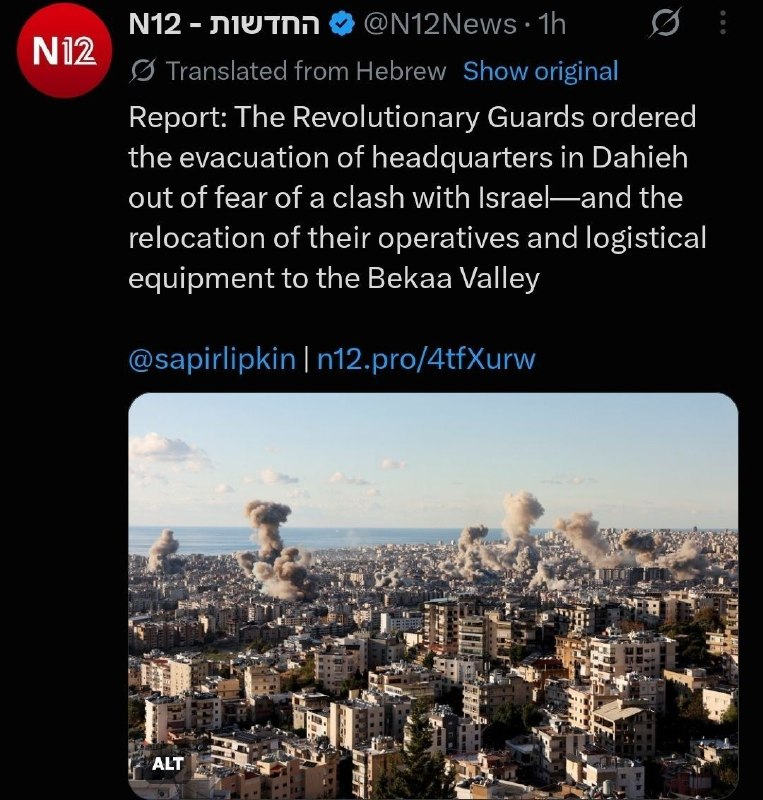 N12
N12 - החדשות @N12News · 1h
Translated from Hebrew Show original
Report: The Revolutionary Guards ordered
the evacuation of headquarters in Dahieh
out of fear of a clash with Israel—and the
relocation of their operatives and logistical
equipment to the Bekaa Valley
@sapirlipkin | n12.pro/4tfXurw
ALT